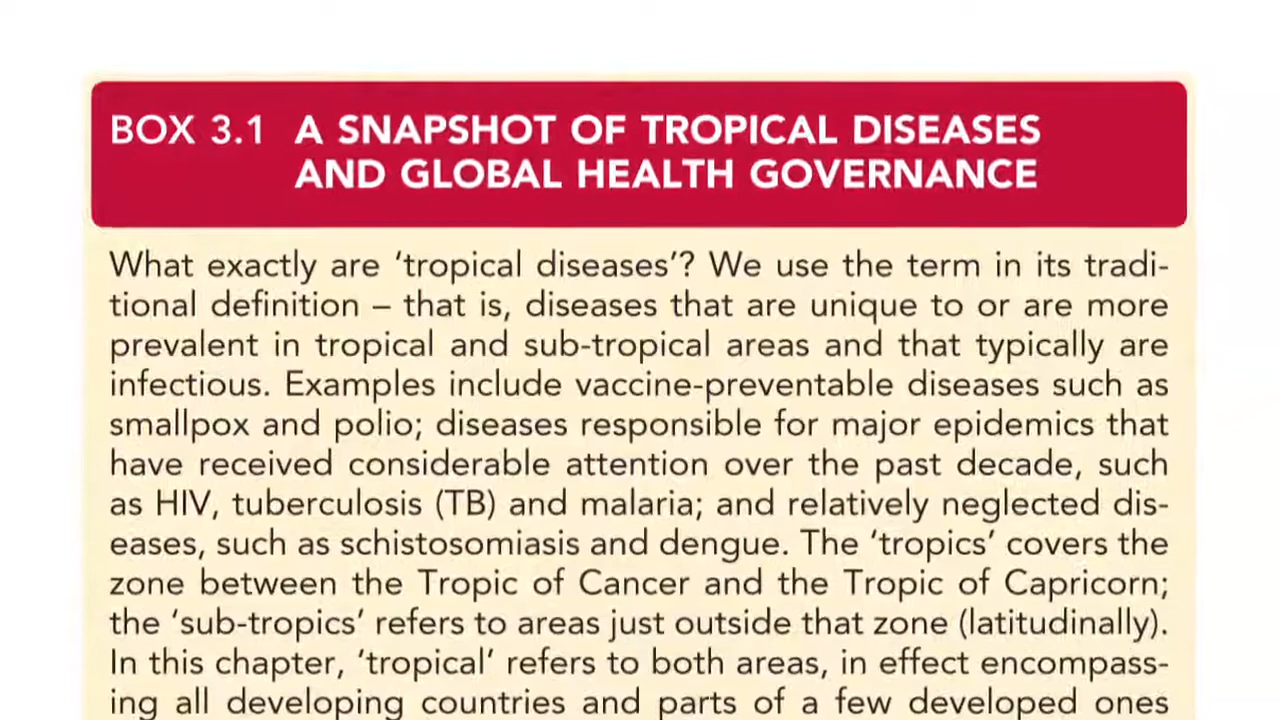 BOX 3.1 A SNAPSHOT OF TROPICAL DISEASES
AND GLOBAL HEALTH GOVERNANCE
What exactly are ‘tropical diseases’? We use the term in its tradi-
tional definition – that is, diseases that are unique to or are more
prevalent in tropical and sub-tropical areas and that typically are
infectious. Examples include vaccine-preventable diseases such as
smallpox and polio; diseases responsible for major epidemics that
have received considerable attention over the past decade, such
as HIV, tuberculosis (TB) and malaria; and relatively neglected dis-
eases, such as schistosomiasis and dengue. The ‘tropics’ covers the
zone between the Tropic of Cancer and the Tropic of Capricorn;
the ‘sub-tropics’ refers to areas just outside that zone (latitudinally).
In this chapter, ‘tropical’ refers to both areas, in effect encompass-
ing all developing countries and parts of a few developed ones